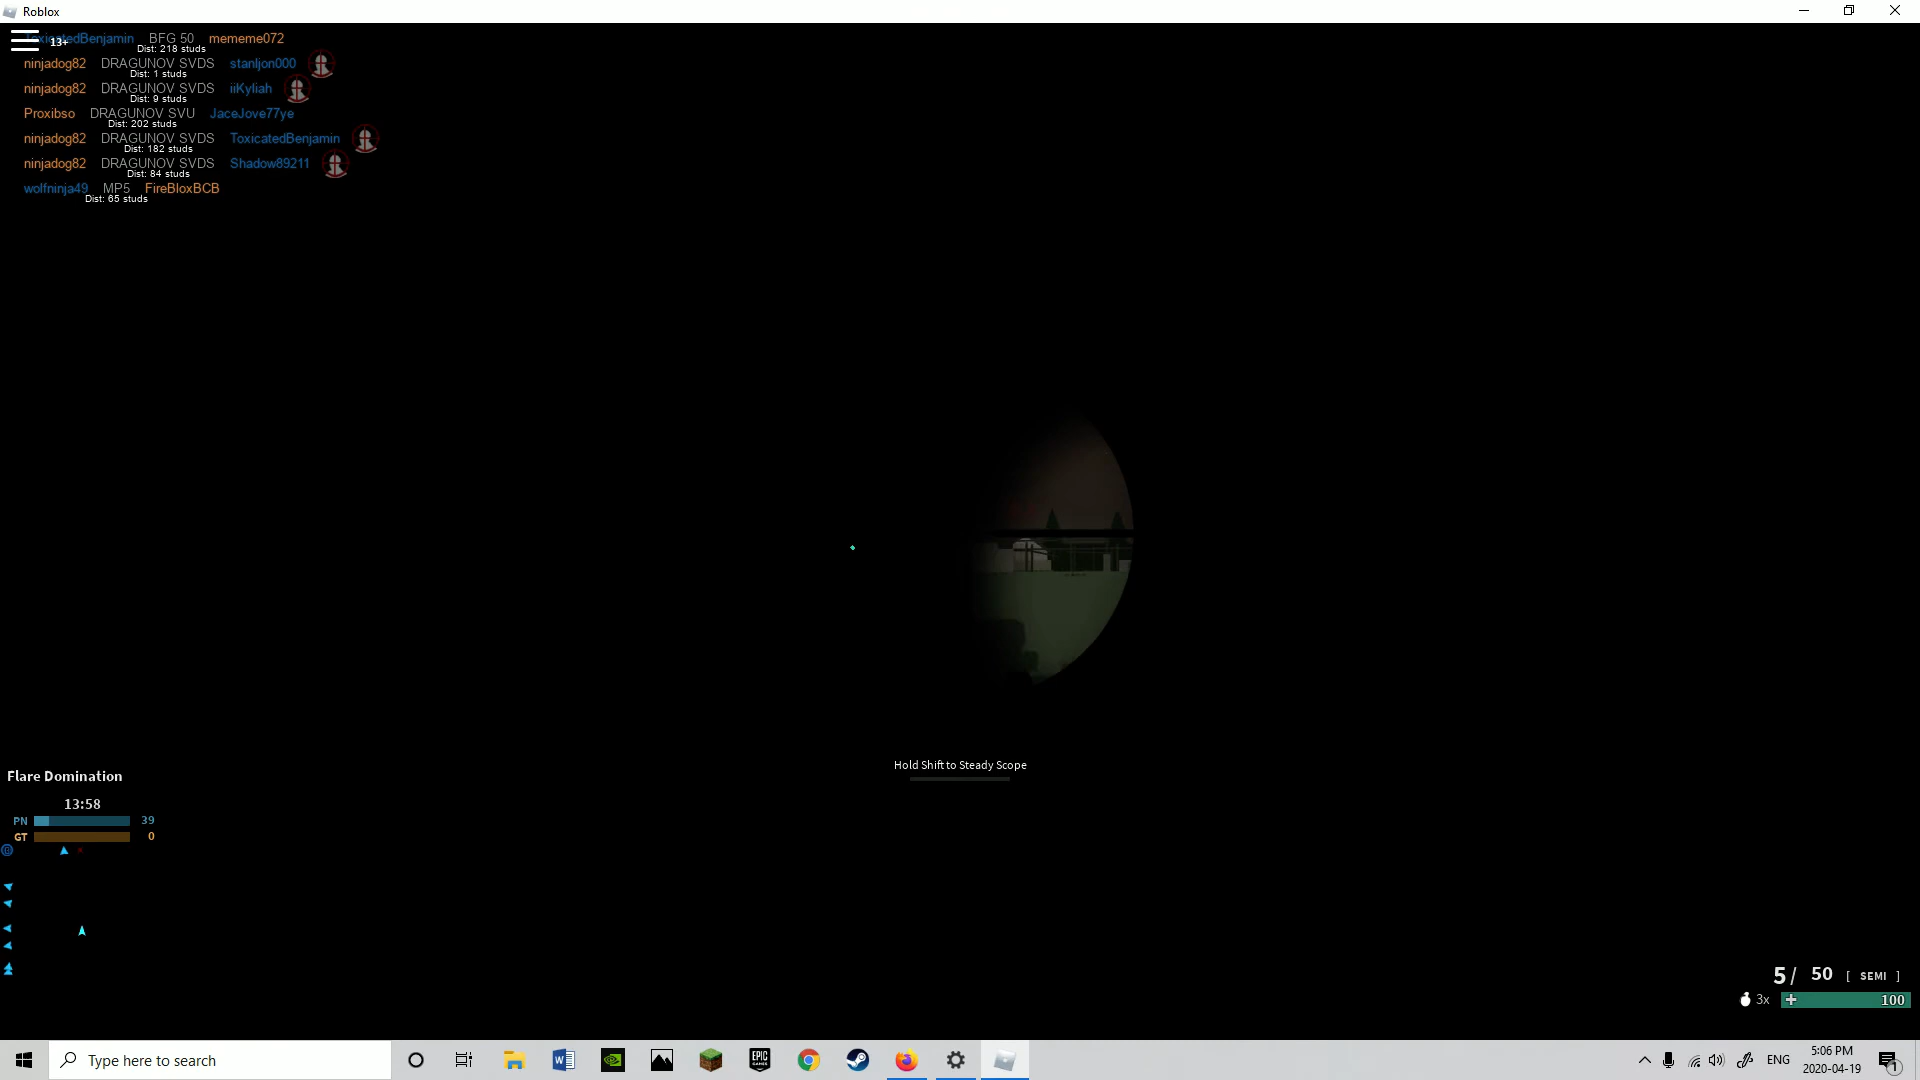 Roblox
13+
ToxicatedBenjamin BFG 50 mememe072
Dist: 218 studs
ninjadog82 DRAGUNOV SVDS stanljon000
Dist: 1 studs
ninjadog82 DRAGUNOV SVDS iiKyliah
Dist: 9 studs
Proxibso DRAGUNOV SVU JaceJove77ye
Dist: 202 studs
ninjadog82 DRAGUNOV SVDS ToxicatedBenjamin
Dist: 182 studs
ninjadog82 DRAGUNOV SVDS Shadow89211
Dist: 84 studs
wolfninja49 MP5 FireBloxBCB
Dist: 65 studs
Hold Shift to Steady Scope
Flare Domination
13:58
PN 39
GT 0
5/ 50 [ SEMI ]
3x 100
Type here to search
EPIC GAMES
ENG
5:06 PM
2020-04-19
1